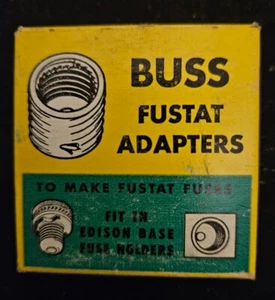 BUSS
FUSTAT
ADAPTERS
TO MAKE FUSTAT FUSES
FIT IN
EDISON BASE
FUSE HOLDERS